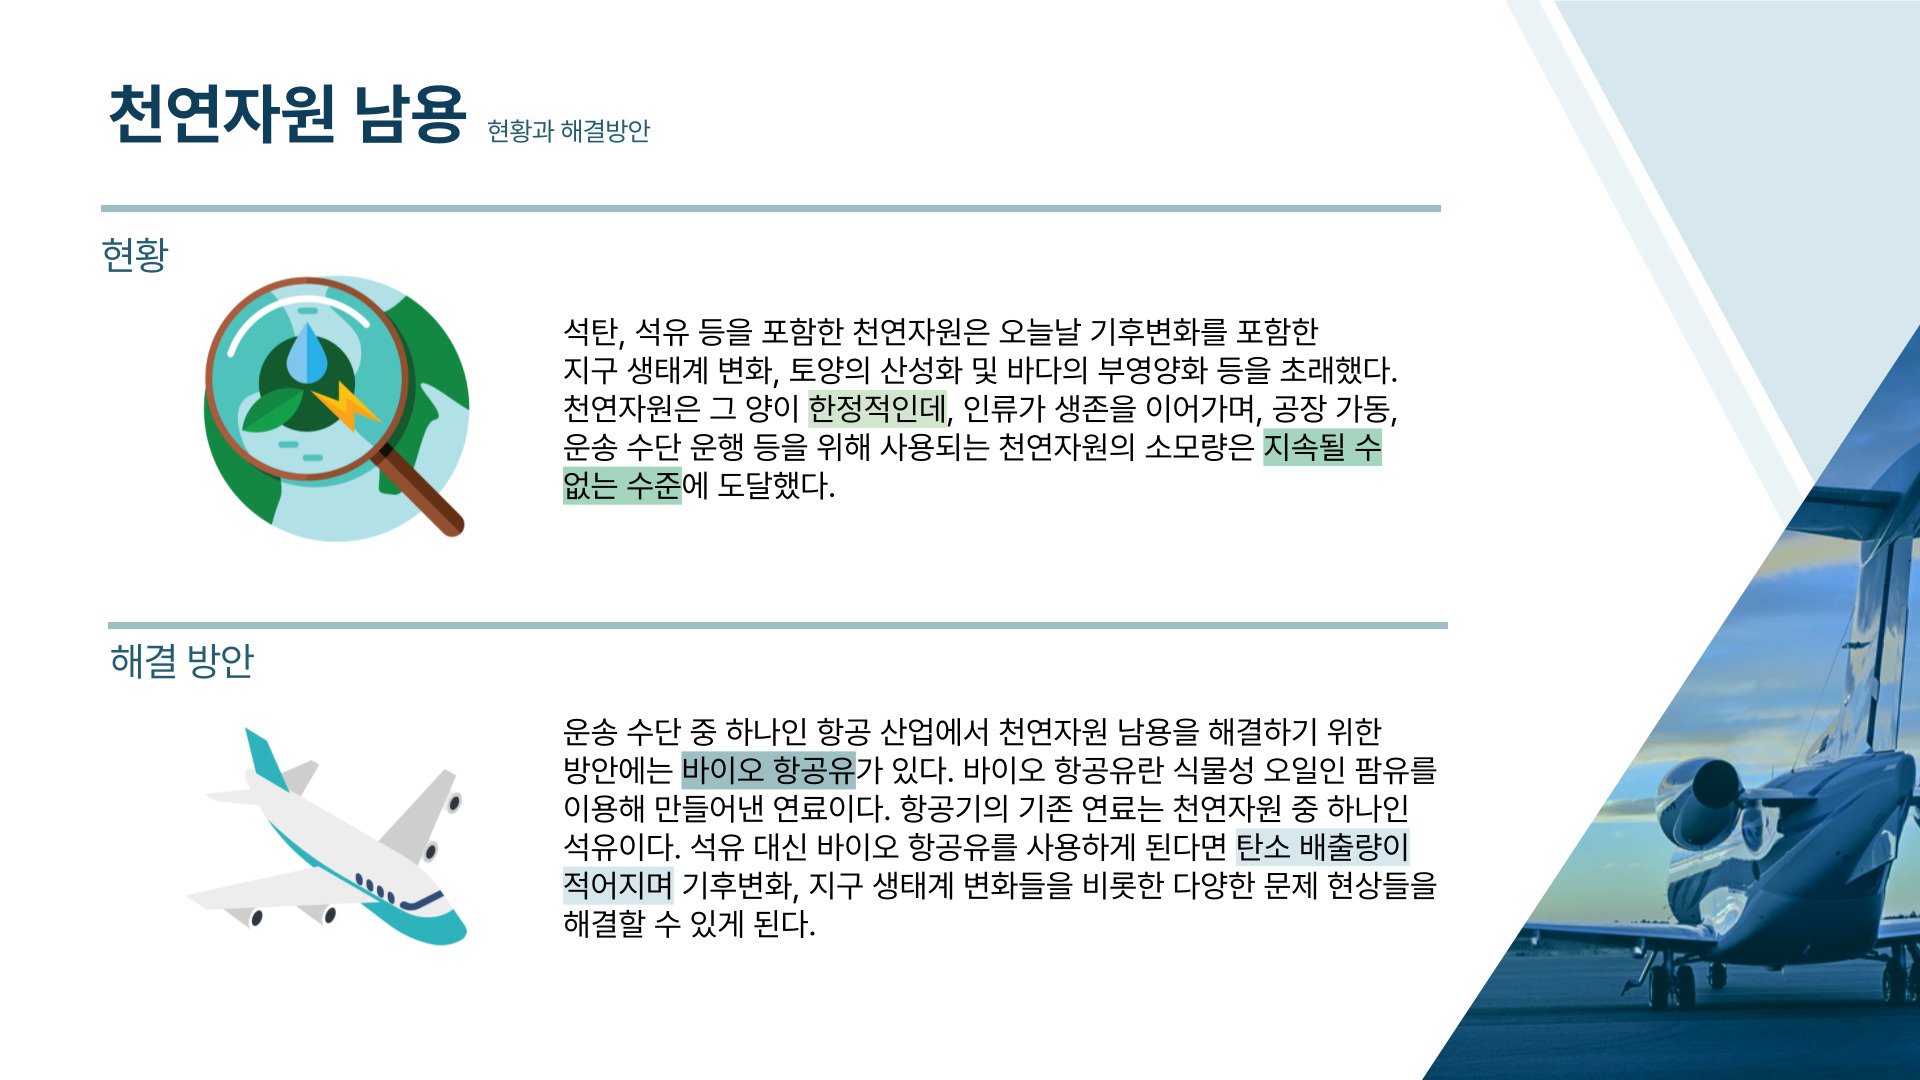 천연자원 남용 현황과 해결방안
현황
석탄, 석유 등을 포함한 천연자원은 오늘날 기후변화를 포함한
지구 생태계 변화, 토양의 산성화 및 바다의 부영양화 등을 초래했다.
천연자원은 그 양이 한정적인데, 인류가 생존을 이어가며, 공장 가동,
운송 수단 운행 등을 위해 사용되는 천연자원의 소모량은 지속될 수
없는 수준에 도달했다.
해결 방안
운송 수단 중 하나인 항공 산업에서 천연자원 남용을 해결하기 위한
방안에는 바이오 항공유가 있다. 바이오 항공유란 식물성 오일인 팜유를
이용해 만들어낸 연료이다. 항공기의 기존 연료는 천연자원 중 하나인
석유이다. 석유 대신 바이오 항공유를 사용하게 된다면 탄소 배출량이
적어지며 기후변화, 지구 생태계 변화들을 비롯한 다양한 문제 현상들을
해결할 수 있게 된다.